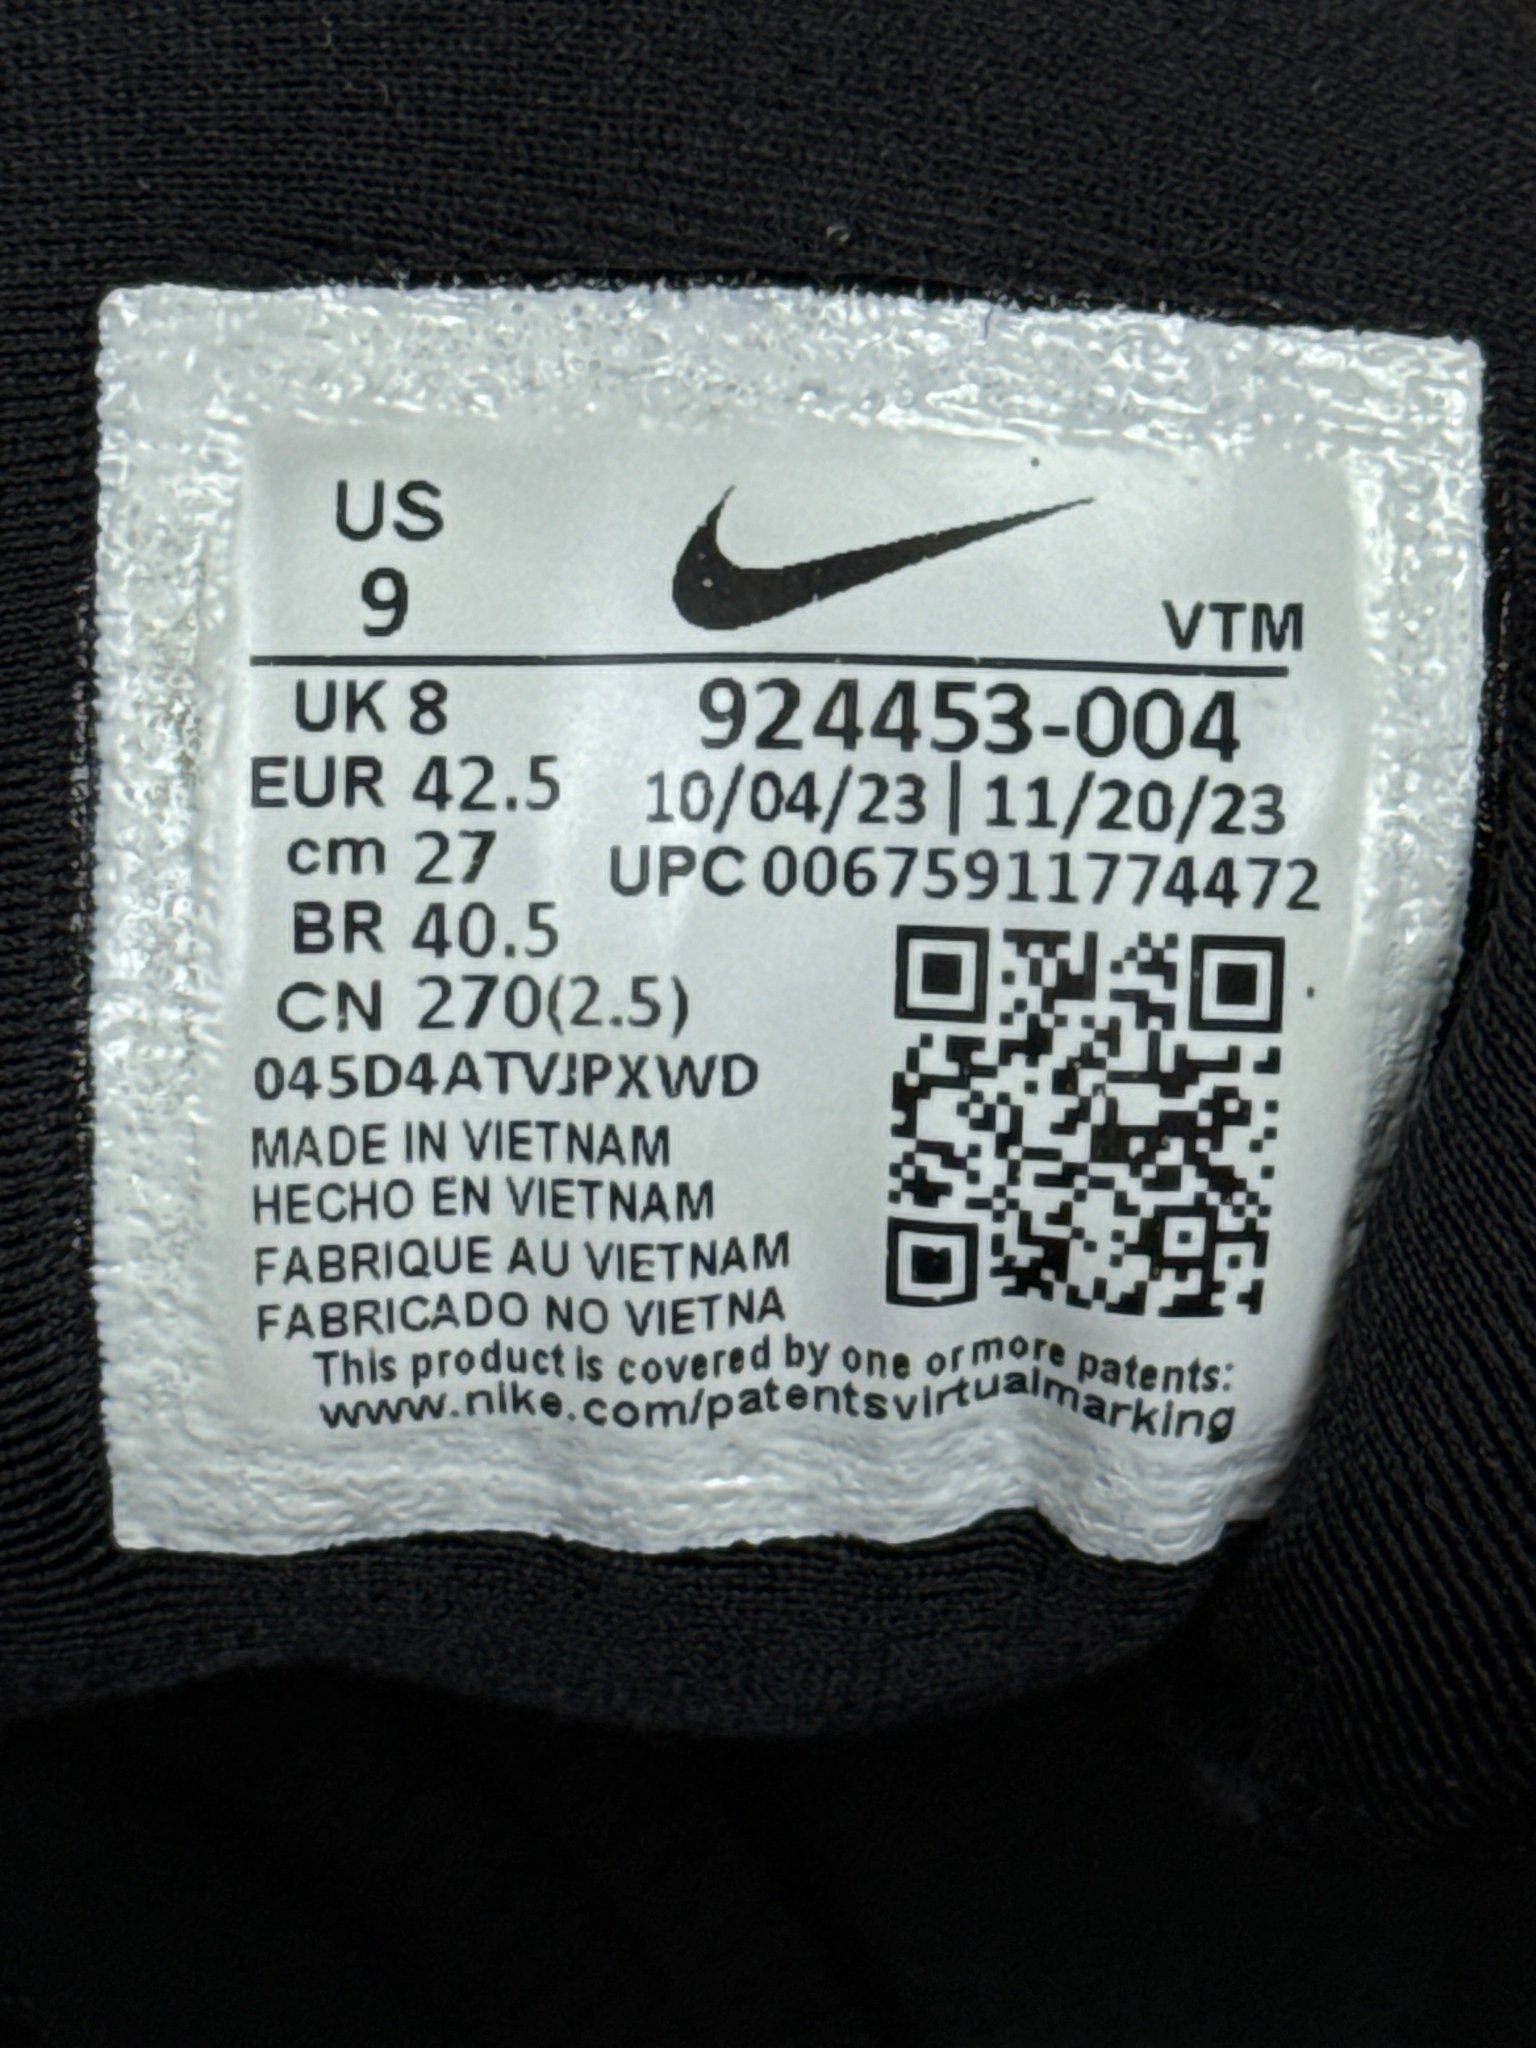 US
9
VTM
UK 8
EUR 42.5
cm 27
BR 40.5
CN 270(2.5)
924453-004
10/04/23 | 11/20/23
UPC 00675911774472
045D4ATVJPXWD
MADE IN VIETNAM
HECHO EN VIETNAM
FABRIQUE AU VIETNAM
FABRICADO NO VIETNA
This product is covered by one or more patents:
www.nike.com/patentsvirtualmarking